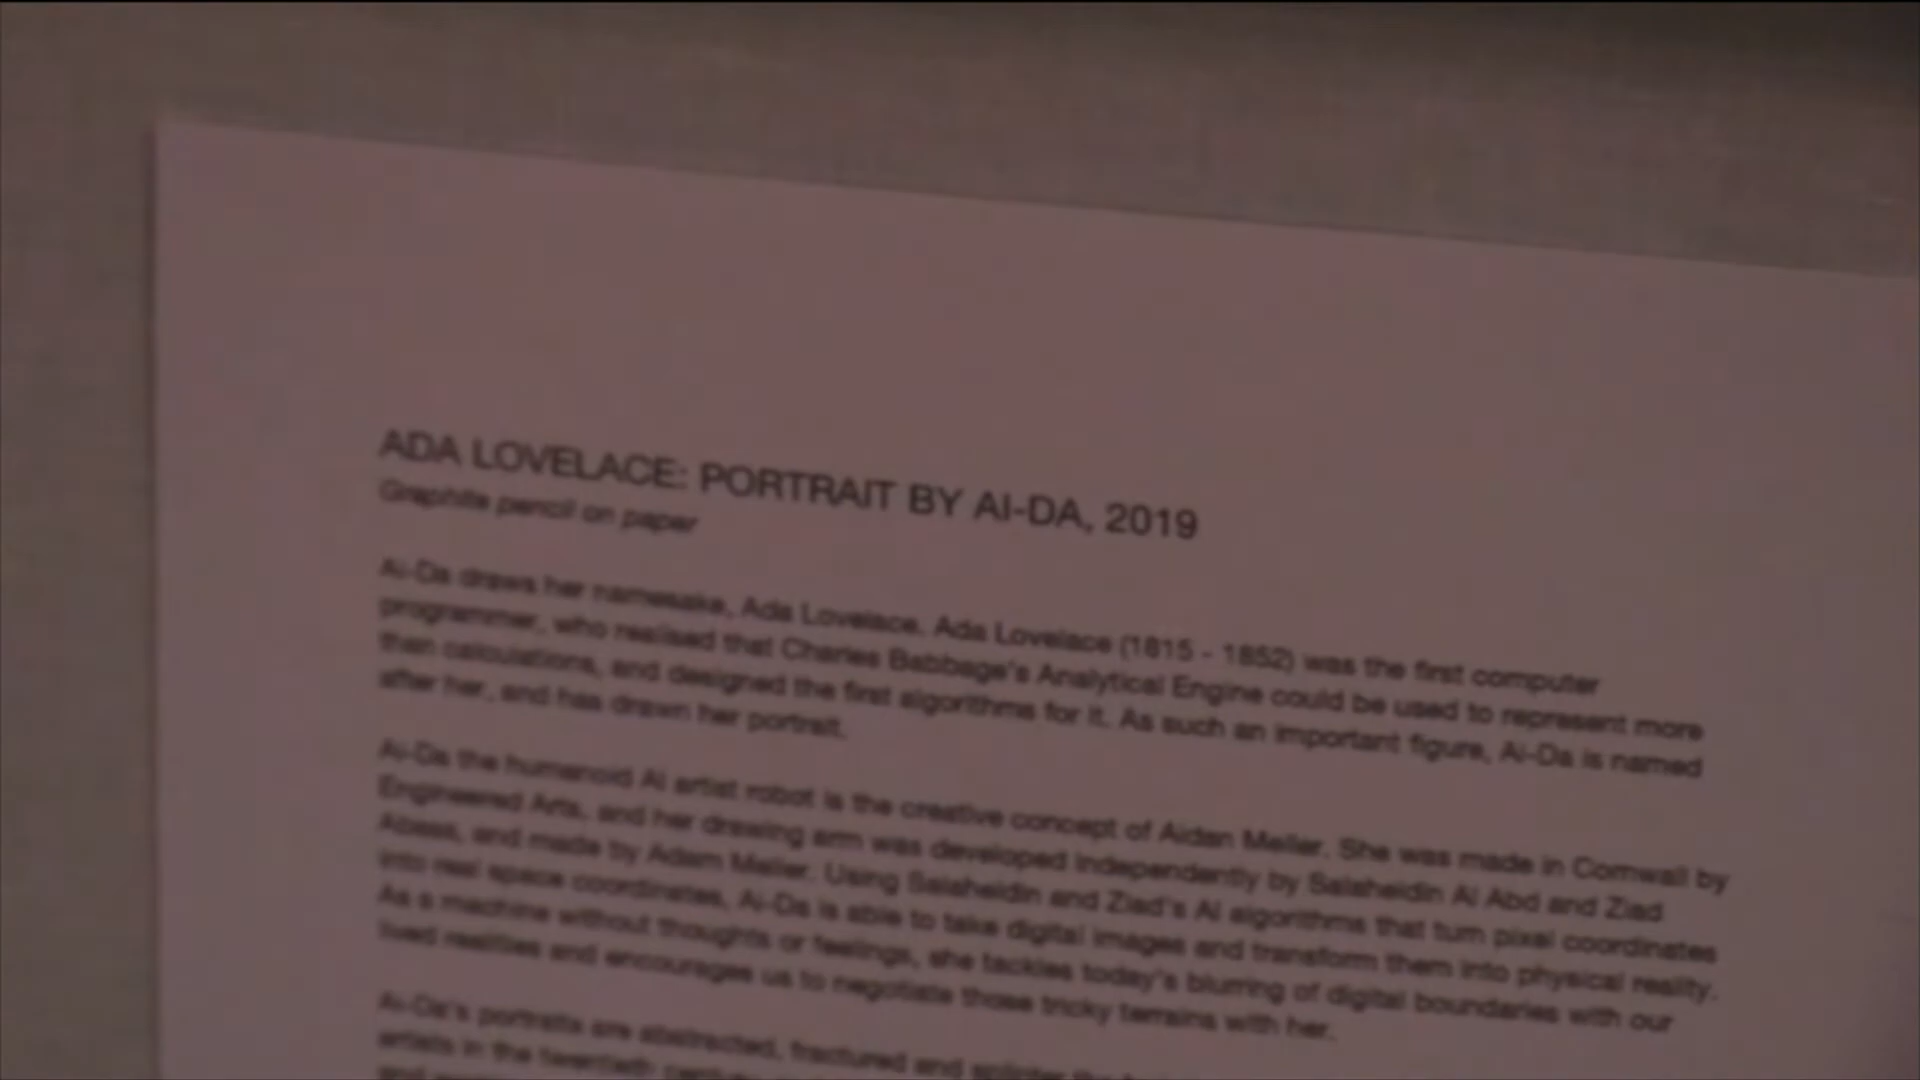 ADA LOVELACE: PORTRAIT BY AI-DA, 2019
Graphite pencil on paper
Ai-Da draws her namesake, Ada Lovelace. Ada Lovelace (1815 - 1852) was the first computer
programmer, who realised that Charles Babbage's Analytical Engine could be used to represent more
than calculations, and designed the first algorithms for it. As such an important figure, Ai-Da is named
after her, and has drawn her portrait.
Ai-Da the humanoid AI artist robot is the creative concept of Aidan Meller. She was made in Cornwall by
Engineered Arts, and her drawing arm was developed independently by Salaheldin Al Abd and Ziad
Abass, and made by Adam Meller. Using Salaheldin and Ziad's AI algorithms that turn pixel coordinates
into real space coordinates, Ai-Da is able to take digital images and transform them into physical reality.
As a machine without thoughts or feelings, she tackles today's blurring of digital boundaries with our
lived realities and encourages us to negotiate those tricky terrains with her.
Ai-Da's portraits are abstracted, fractured and splinter the
artists in the twentieth century